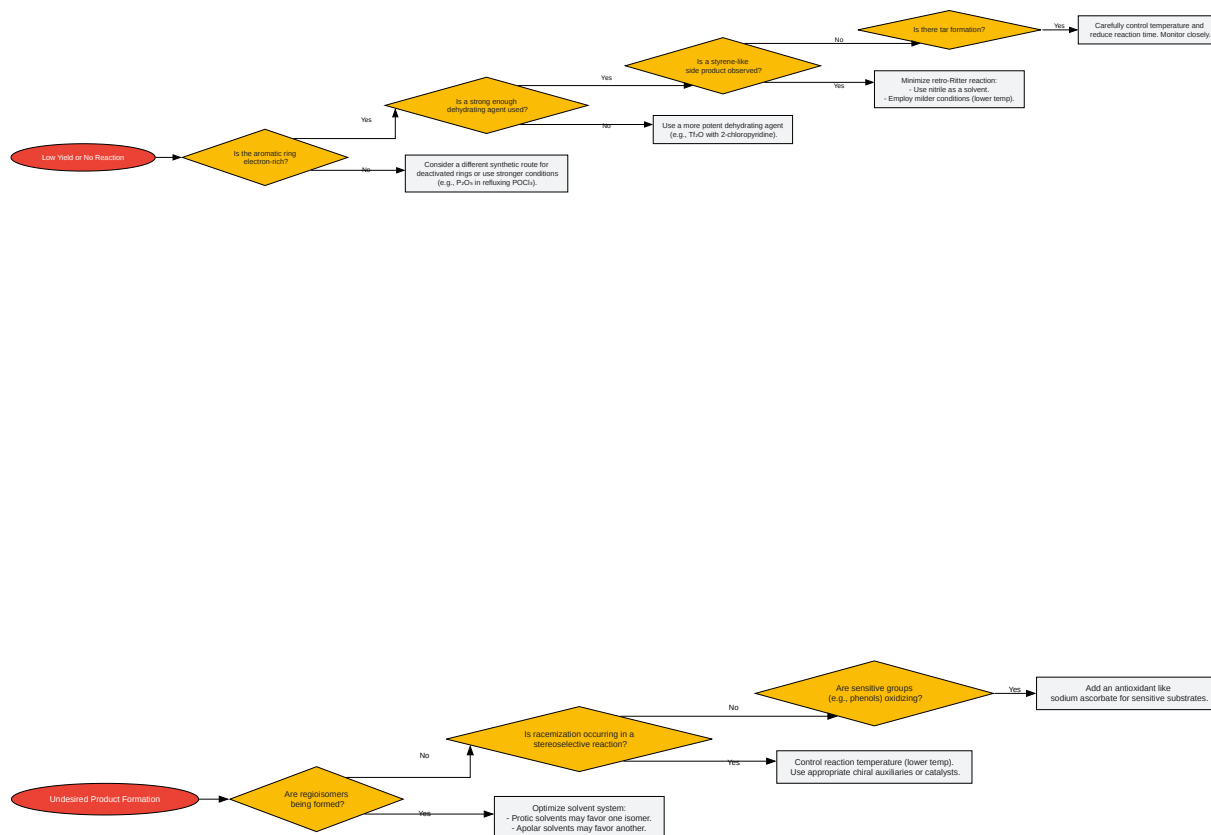 Is there tar formation?
Yes
Carefully control temperature and
reduce reaction time. Monitor closely.
No
Is a styrene-like
side product observed?
Yes
Yes
Minimize retro-Ritter reaction:
- Use nitrile as a solvent.
- Employ milder conditions (lower temp).
Is a strong enough
dehydrating agent used?
Yes
No
Use a more potent dehydrating agent
(e.g., Tf₂O with 2-chloropyridine).
Low Yield or No Reaction
Is the aromatic ring
electron-rich?
No
Consider a different synthetic route for
deactivated rings or use stronger conditions
(e.g., P₂O₅ in refluxing POCl₃).
Are sensitive groups
(e.g., phenols) oxidizing?
Yes
Add an antioxidant like
sodium ascorbate for sensitive substrates.
No
Is racemization occurring in a
stereoselective reaction?
Yes
Control reaction temperature (lower temp).
Use appropriate chiral auxiliaries or catalysts.
No
Undesired Product Formation
Are regioisomers
being formed?
Yes
Optimize solvent system:
- Protic solvents may favor one isomer.
- Apolar solvents may favor another.